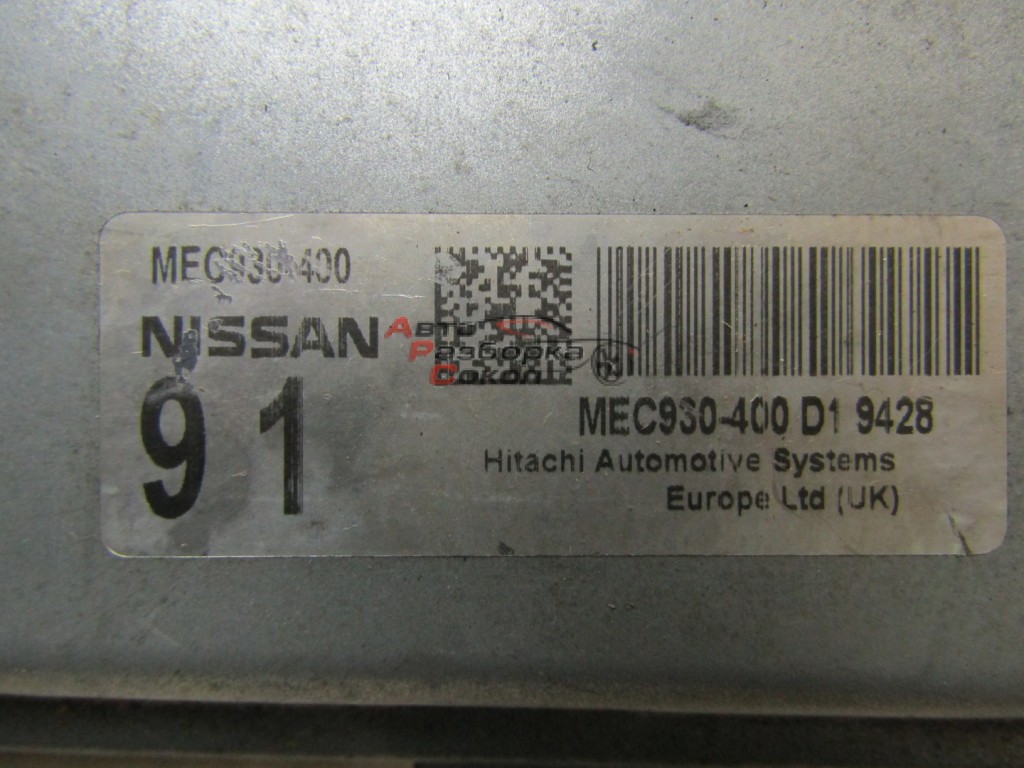 MEC930-400
NISSAN
91
Авто
Разборка
Сокол
MEC930-400 D1 9428
Hitachi Automotive Systems
Europe Ltd (UK)